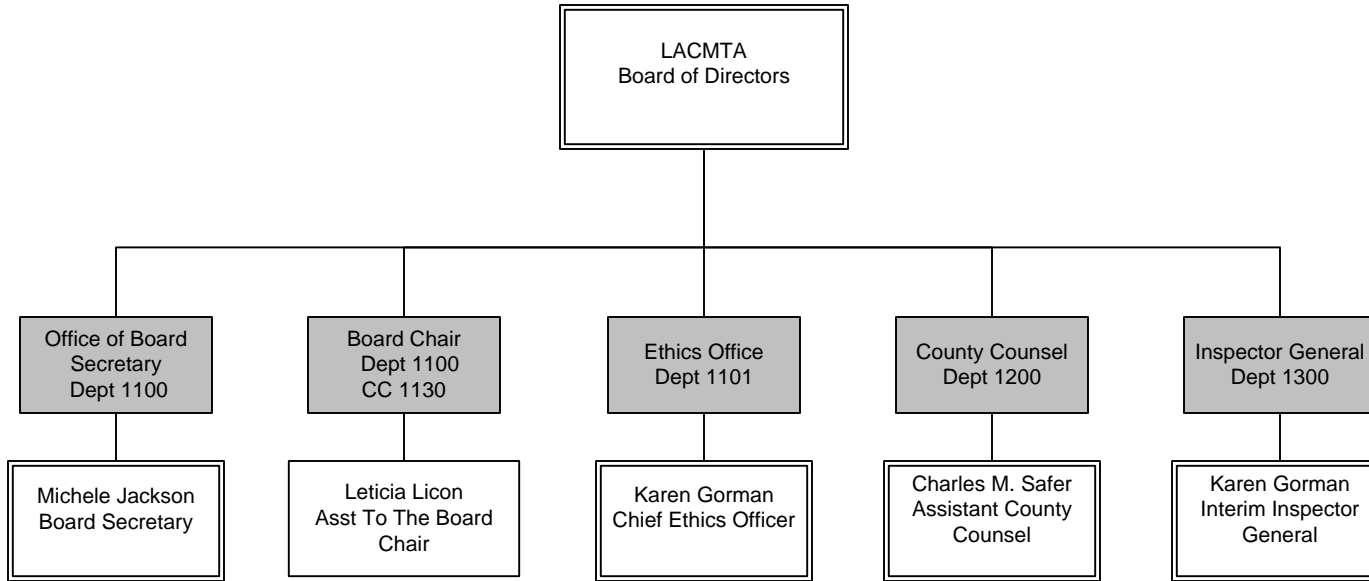 LACMTA
Board of Directors
Office of Board
Secretary
Dept 1100
Board Chair
Dept 1100
CC 1130
Ethics Office
Dept 1101
County Counsel
Dept 1200
Inspector General
Dept 1300
Michele Jackson
Board Secretary
Leticia Licon
Asst To The Board
Chair
Karen Gorman
Chief Ethics Officer
Charles M. Safer
Assistant County
Counsel
Karen Gorman
Interim Inspector
General